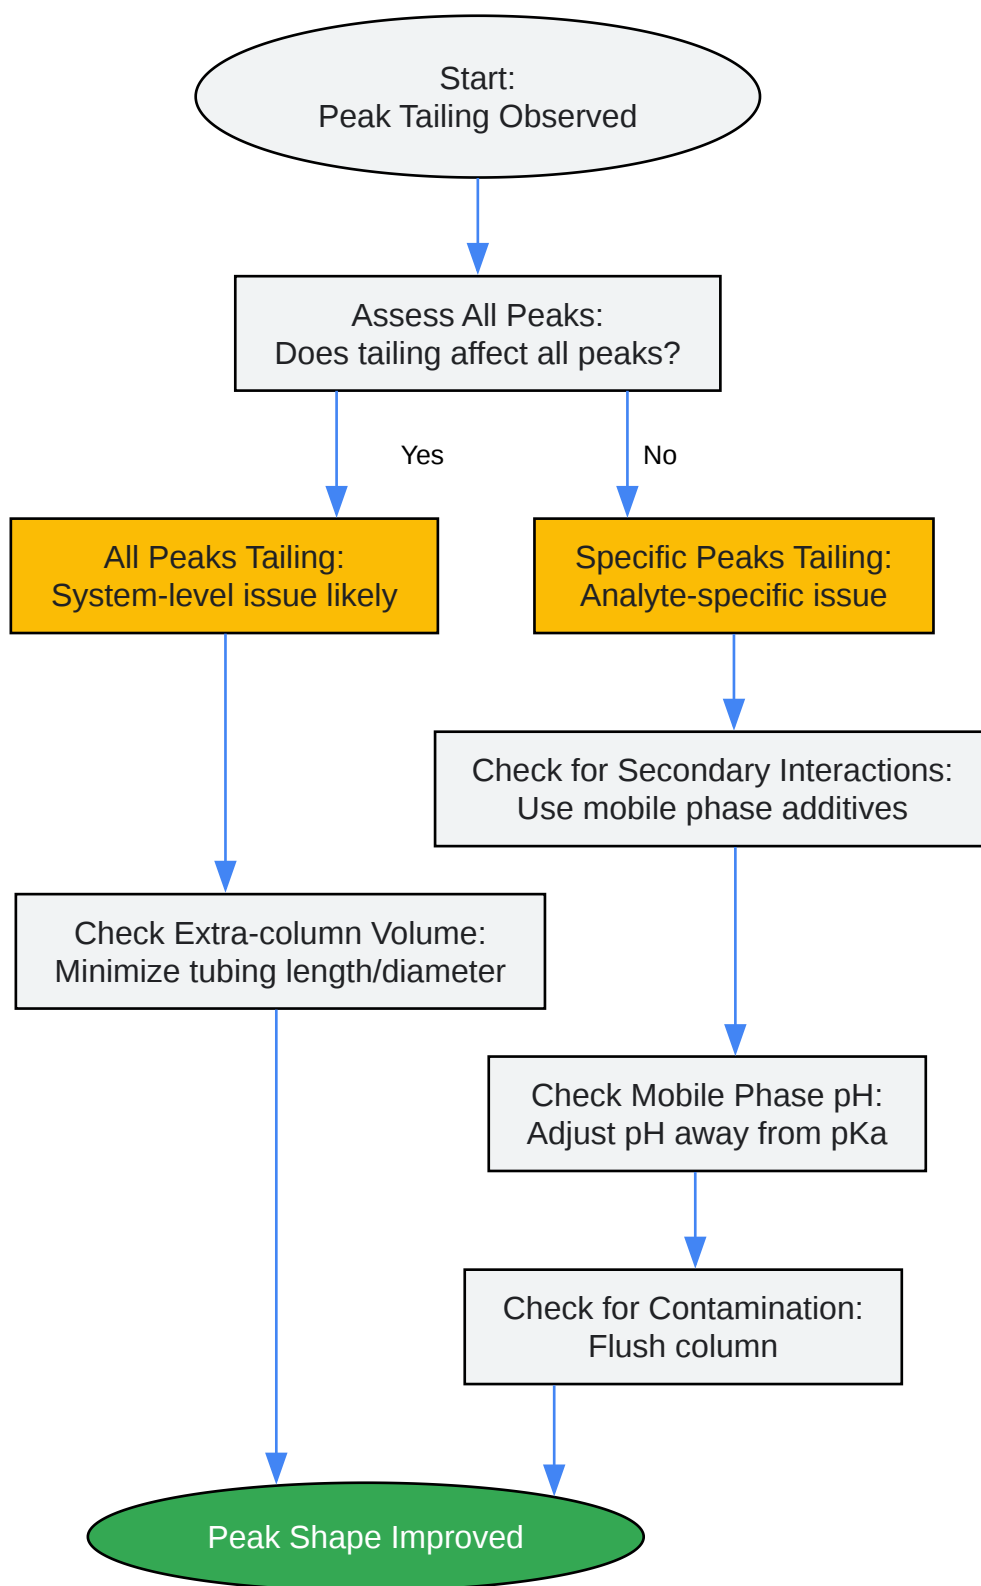 Start:
Peak Tailing Observed
Assess All Peaks:
Does tailing affect all peaks?
Yes
No
All Peaks Tailing:
System-level issue likely
Specific Peaks Tailing:
Analyte-specific issue
Check for Secondary Interactions:
Use mobile phase additives
Check Extra-column Volume:
Minimize tubing length/diameter
Check Mobile Phase pH:
Adjust pH away from pKa
Check for Contamination:
Flush column
Peak Shape Improved